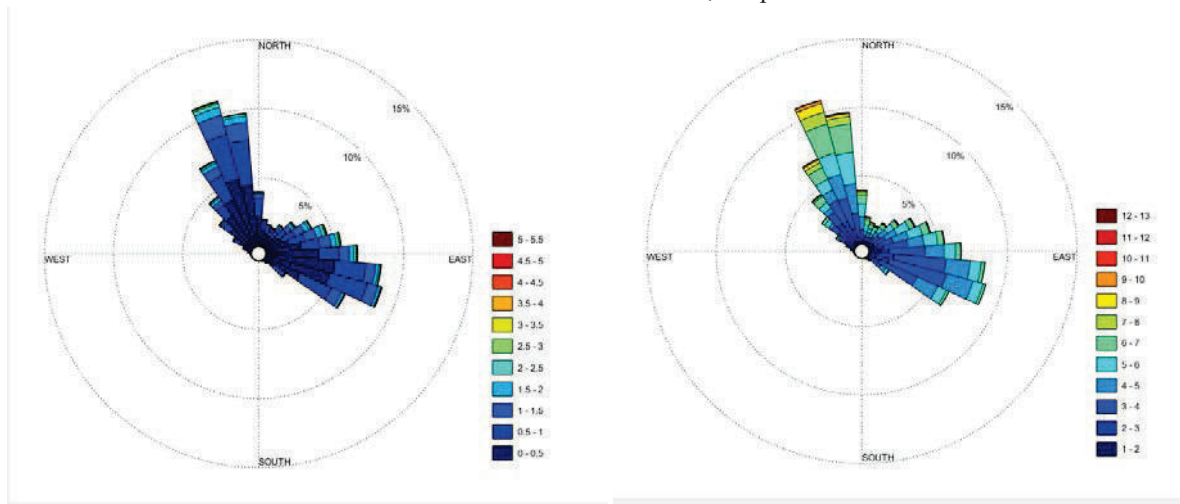 NORTH
15%
10%
5%
WEST
EAST
SOUTH
5 - 5.5
4.5 - 5
4 - 4.5
3.5 - 4
3 - 3.5
2.5 - 3
2 - 2.5
1.5 - 2
1 - 1.5
0.5 - 1
0 - 0.5
NORTH
15%
10%
5%
WEST
EAST
SOUTH
12 - 13
11 - 12
10 - 11
9 - 10
8 - 9
7 - 8
6 - 7
5 - 6
4 - 5
3 - 4
2 - 3
1 - 2